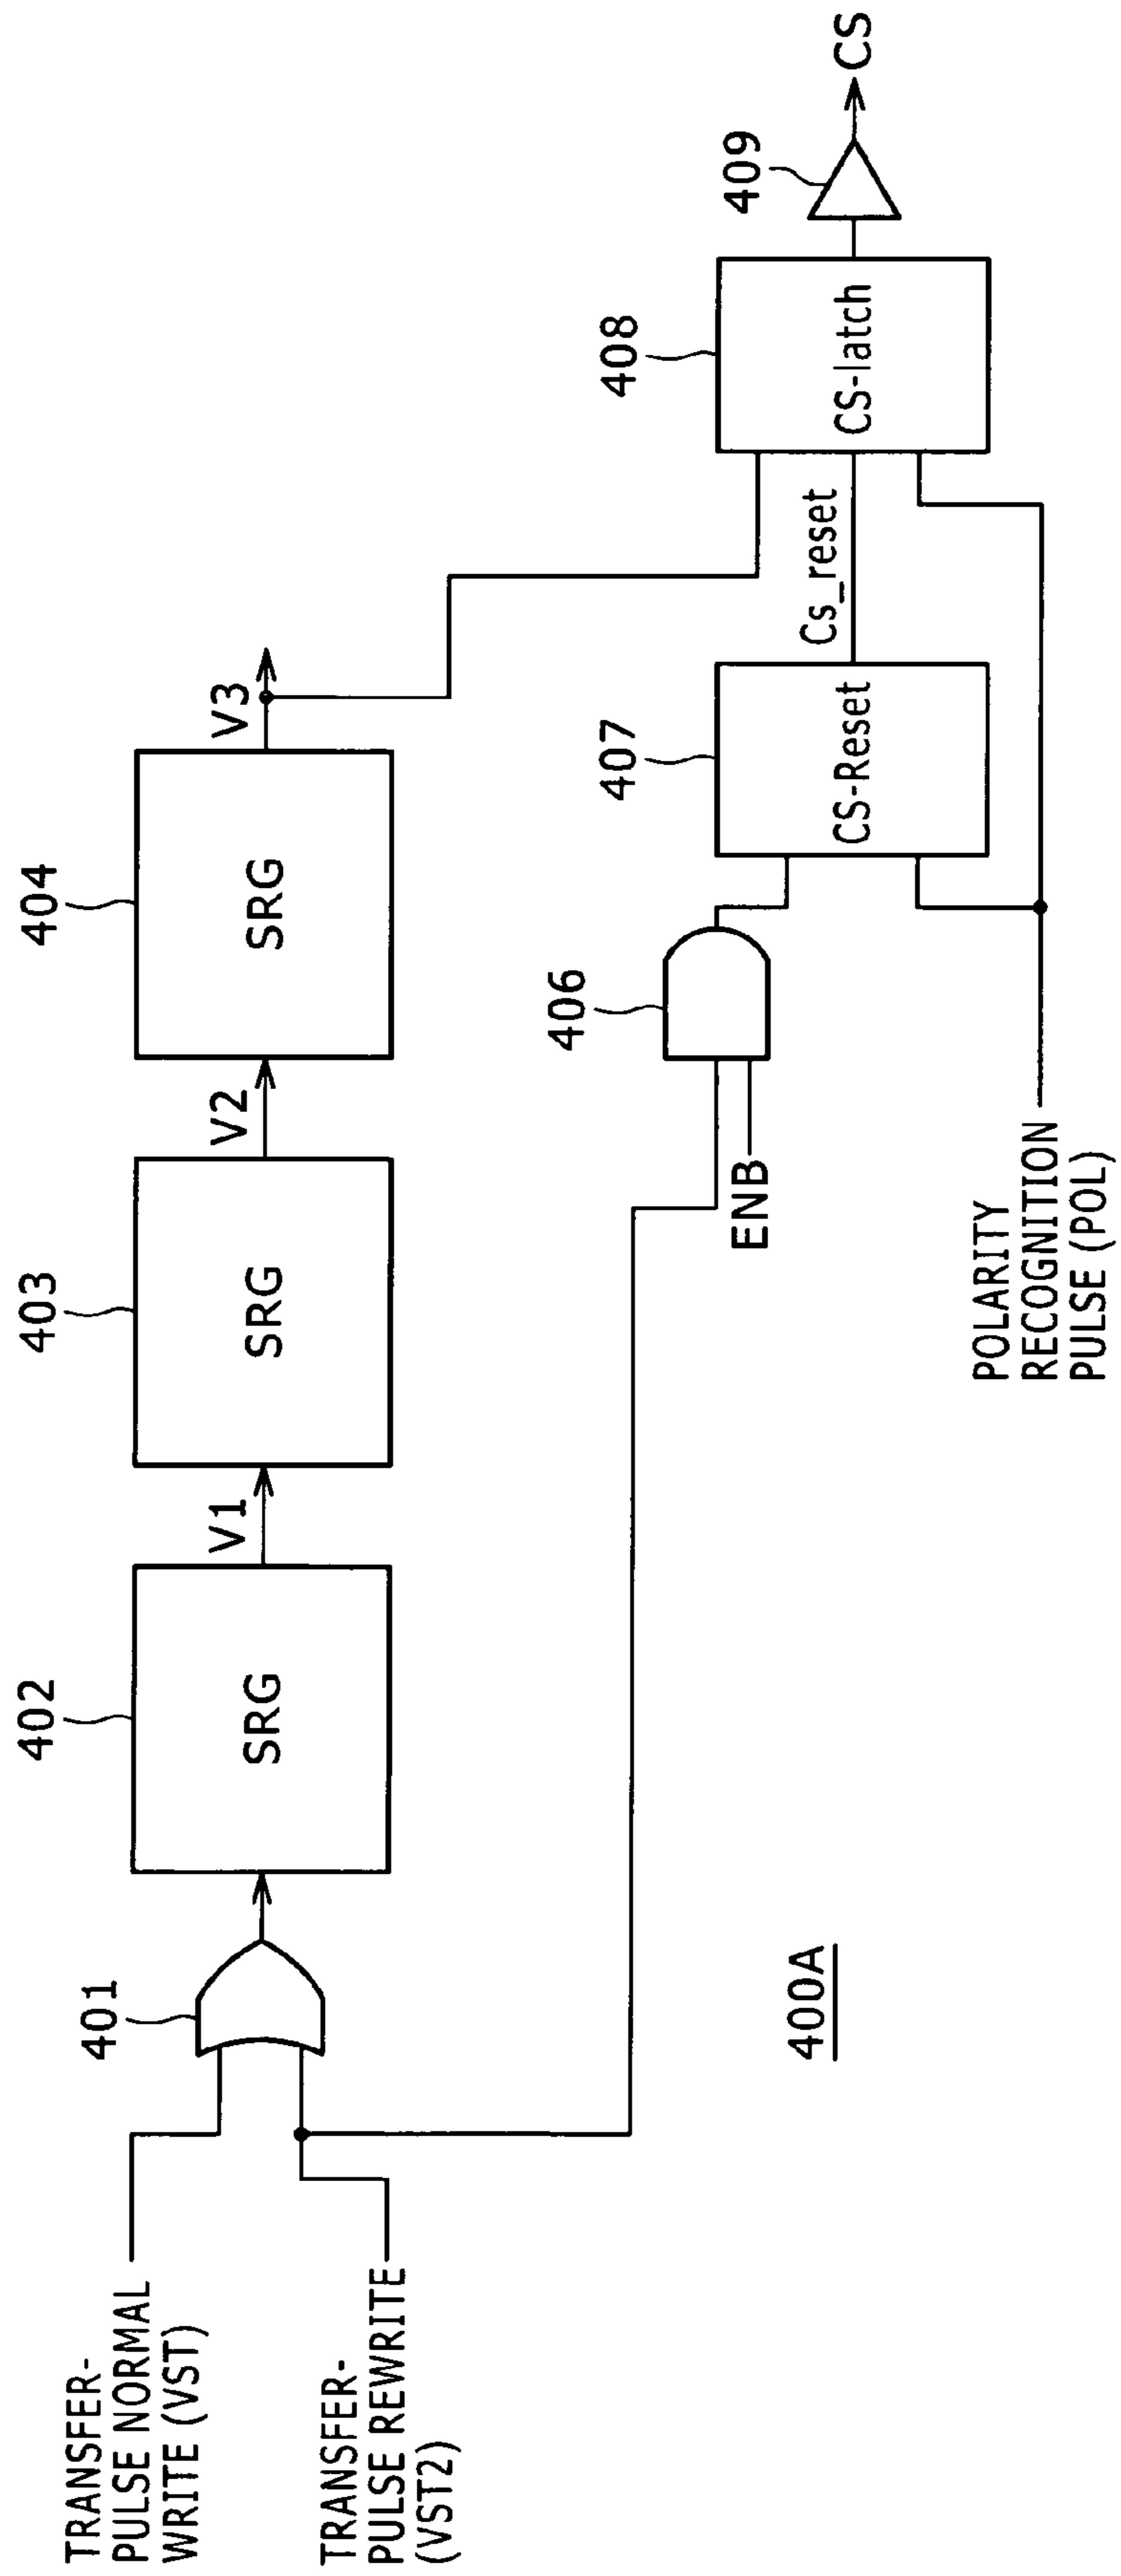 TRANSFER-
PULSE NORMAL
WRITE (VST)
TRANSFER-
PULSE REWRITE
(VST2)
401
402
SRG
V1
403
SRG
V2
404
SRG
V3
406
ENB
407
CS-Reset
Cs_reset
408
CS-latch
409
CS
POLARITY
RECOGNITION
PULSE (POL)
400A